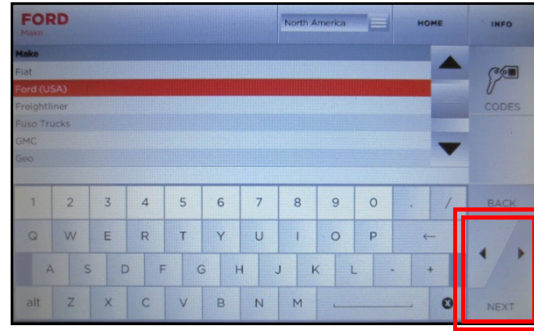 FORD
Make
North America
HOME
INFO
Make
Fiat
Ford (USA)
Freightliner
Fuso Trucks
GMC
Geo
CODES
1 2 3 4 5 6 7 8 9 0 . /
BACK
Q W E R T Y U I O P ←
A S D F G H J K L - +
alt Z X C V B N M
NEXT